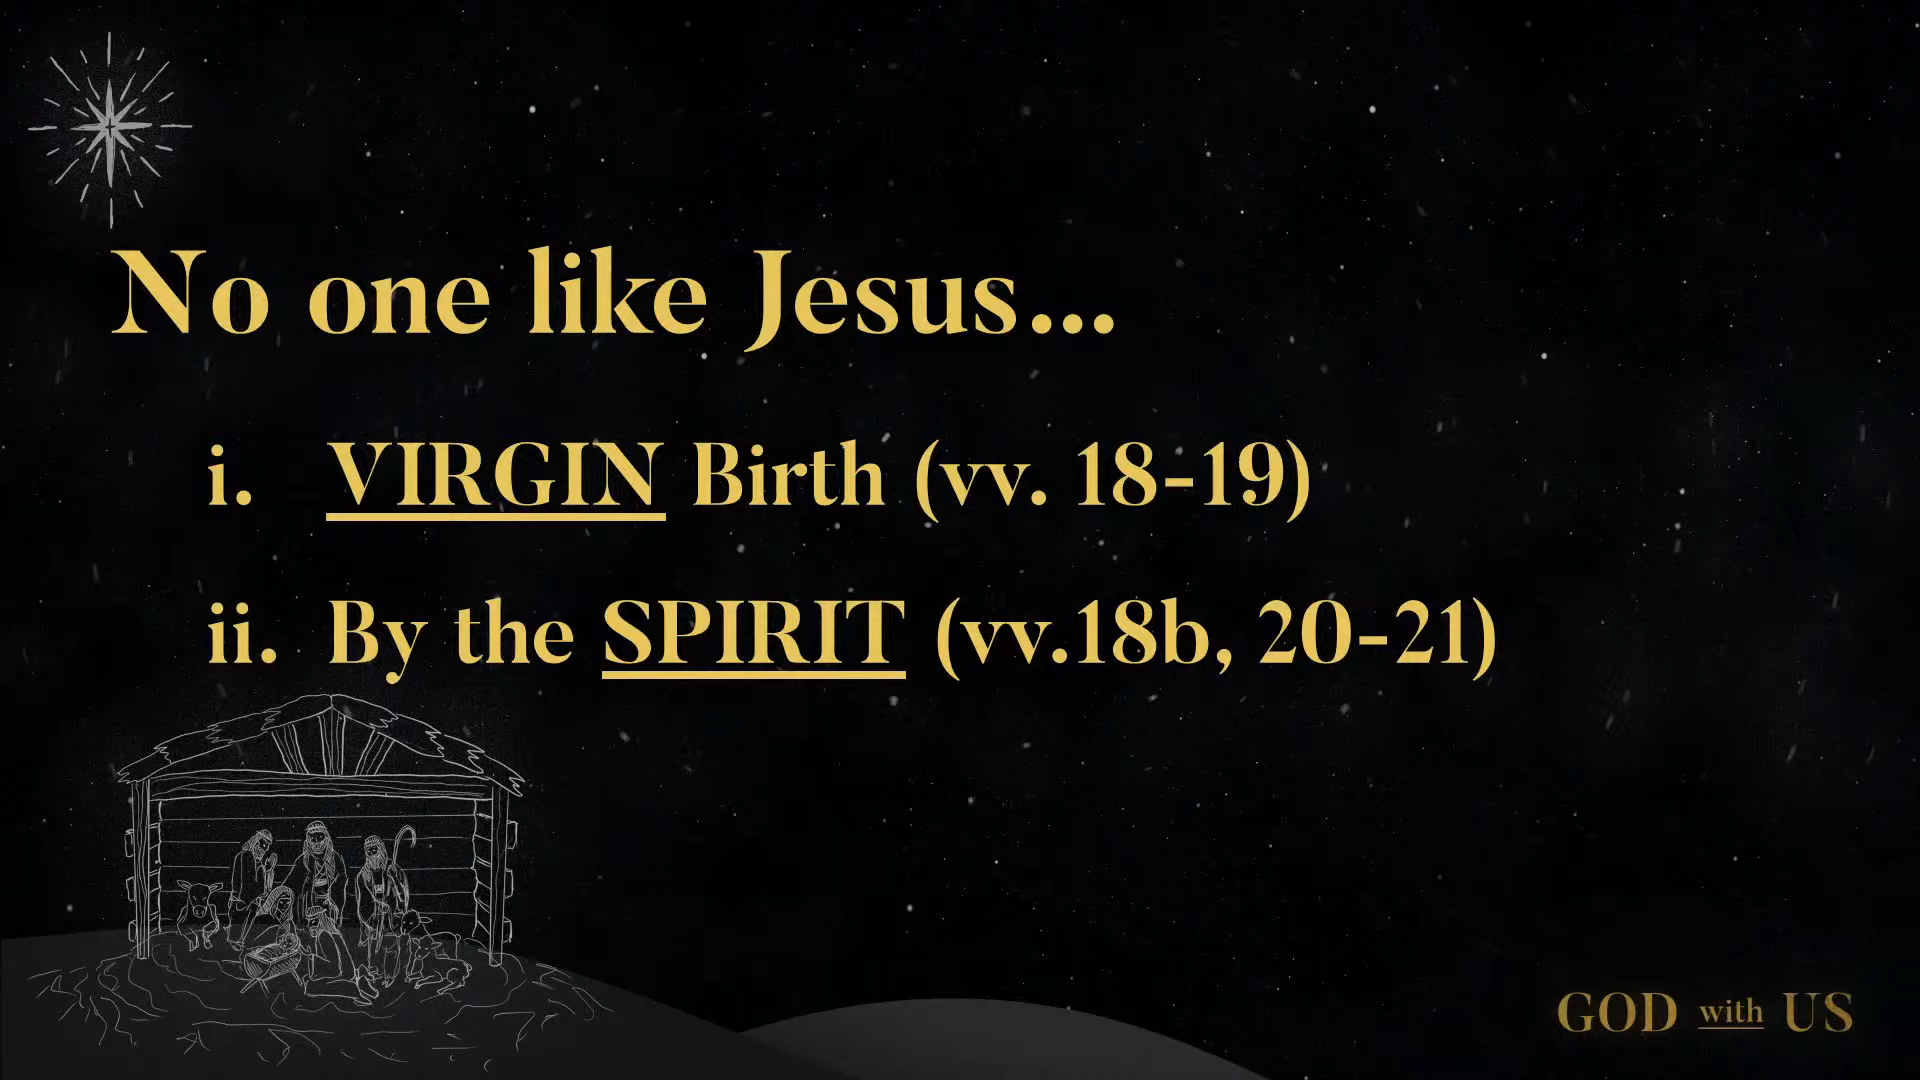 No one like Jesus...
i. VIRGIN Birth (vv. 18-19)
ii. By the SPIRIT (vv.18b, 20-21)
GOD with US